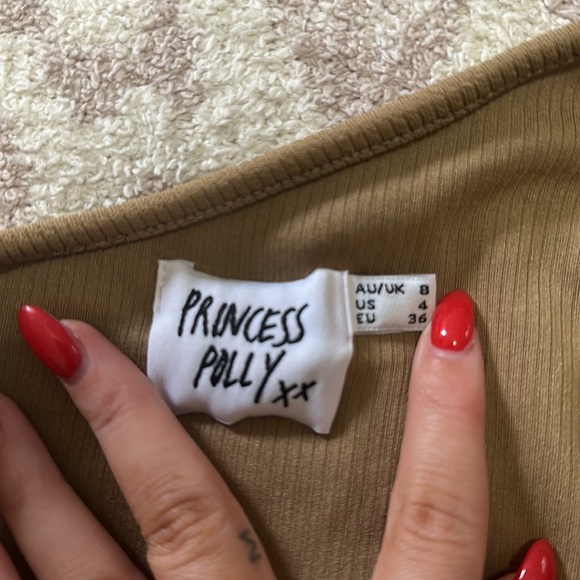 PRINCESS
POLLY xx
AU/UK 8
US 4
EU 36